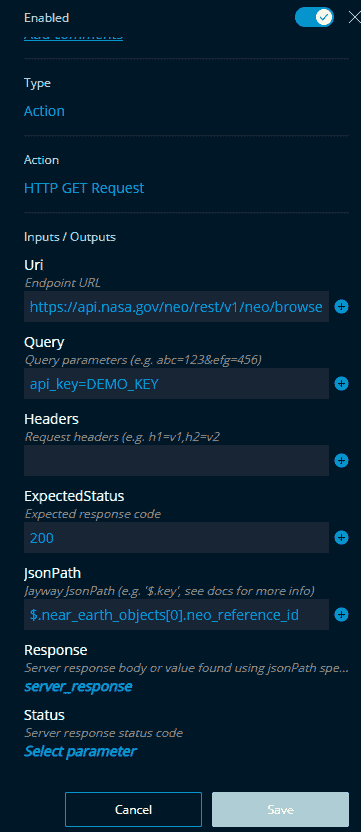 Enabled
Add comments
Type
Action
Action
HTTP GET Request
Inputs / Outputs
Uri
Endpoint URL
https://api.nasa.gov/neo/rest/v1/neo/browse
Query
Query parameters (e.g. abc=123&efg=456)
api_key=DEMO_KEY
Headers
Request headers (e.g. h1=v1,h2=v2
ExpectedStatus
Expected response code
200
JsonPath
Jayway JsonPath (e.g. '$.key', see docs for more info)
$.near_earth_objects[0].neo_reference_id
Response
Server response body or value found using jsonPath spe...
server_response
Status
Server response status code
Select parameter
Cancel
Save